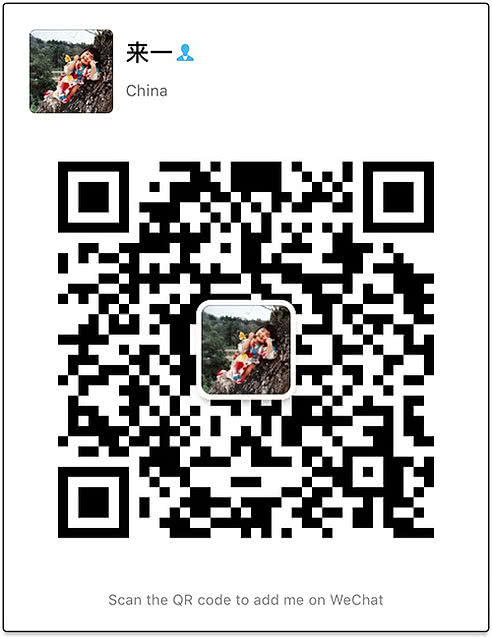 来一
China
Scan the QR code to add me on WeChat